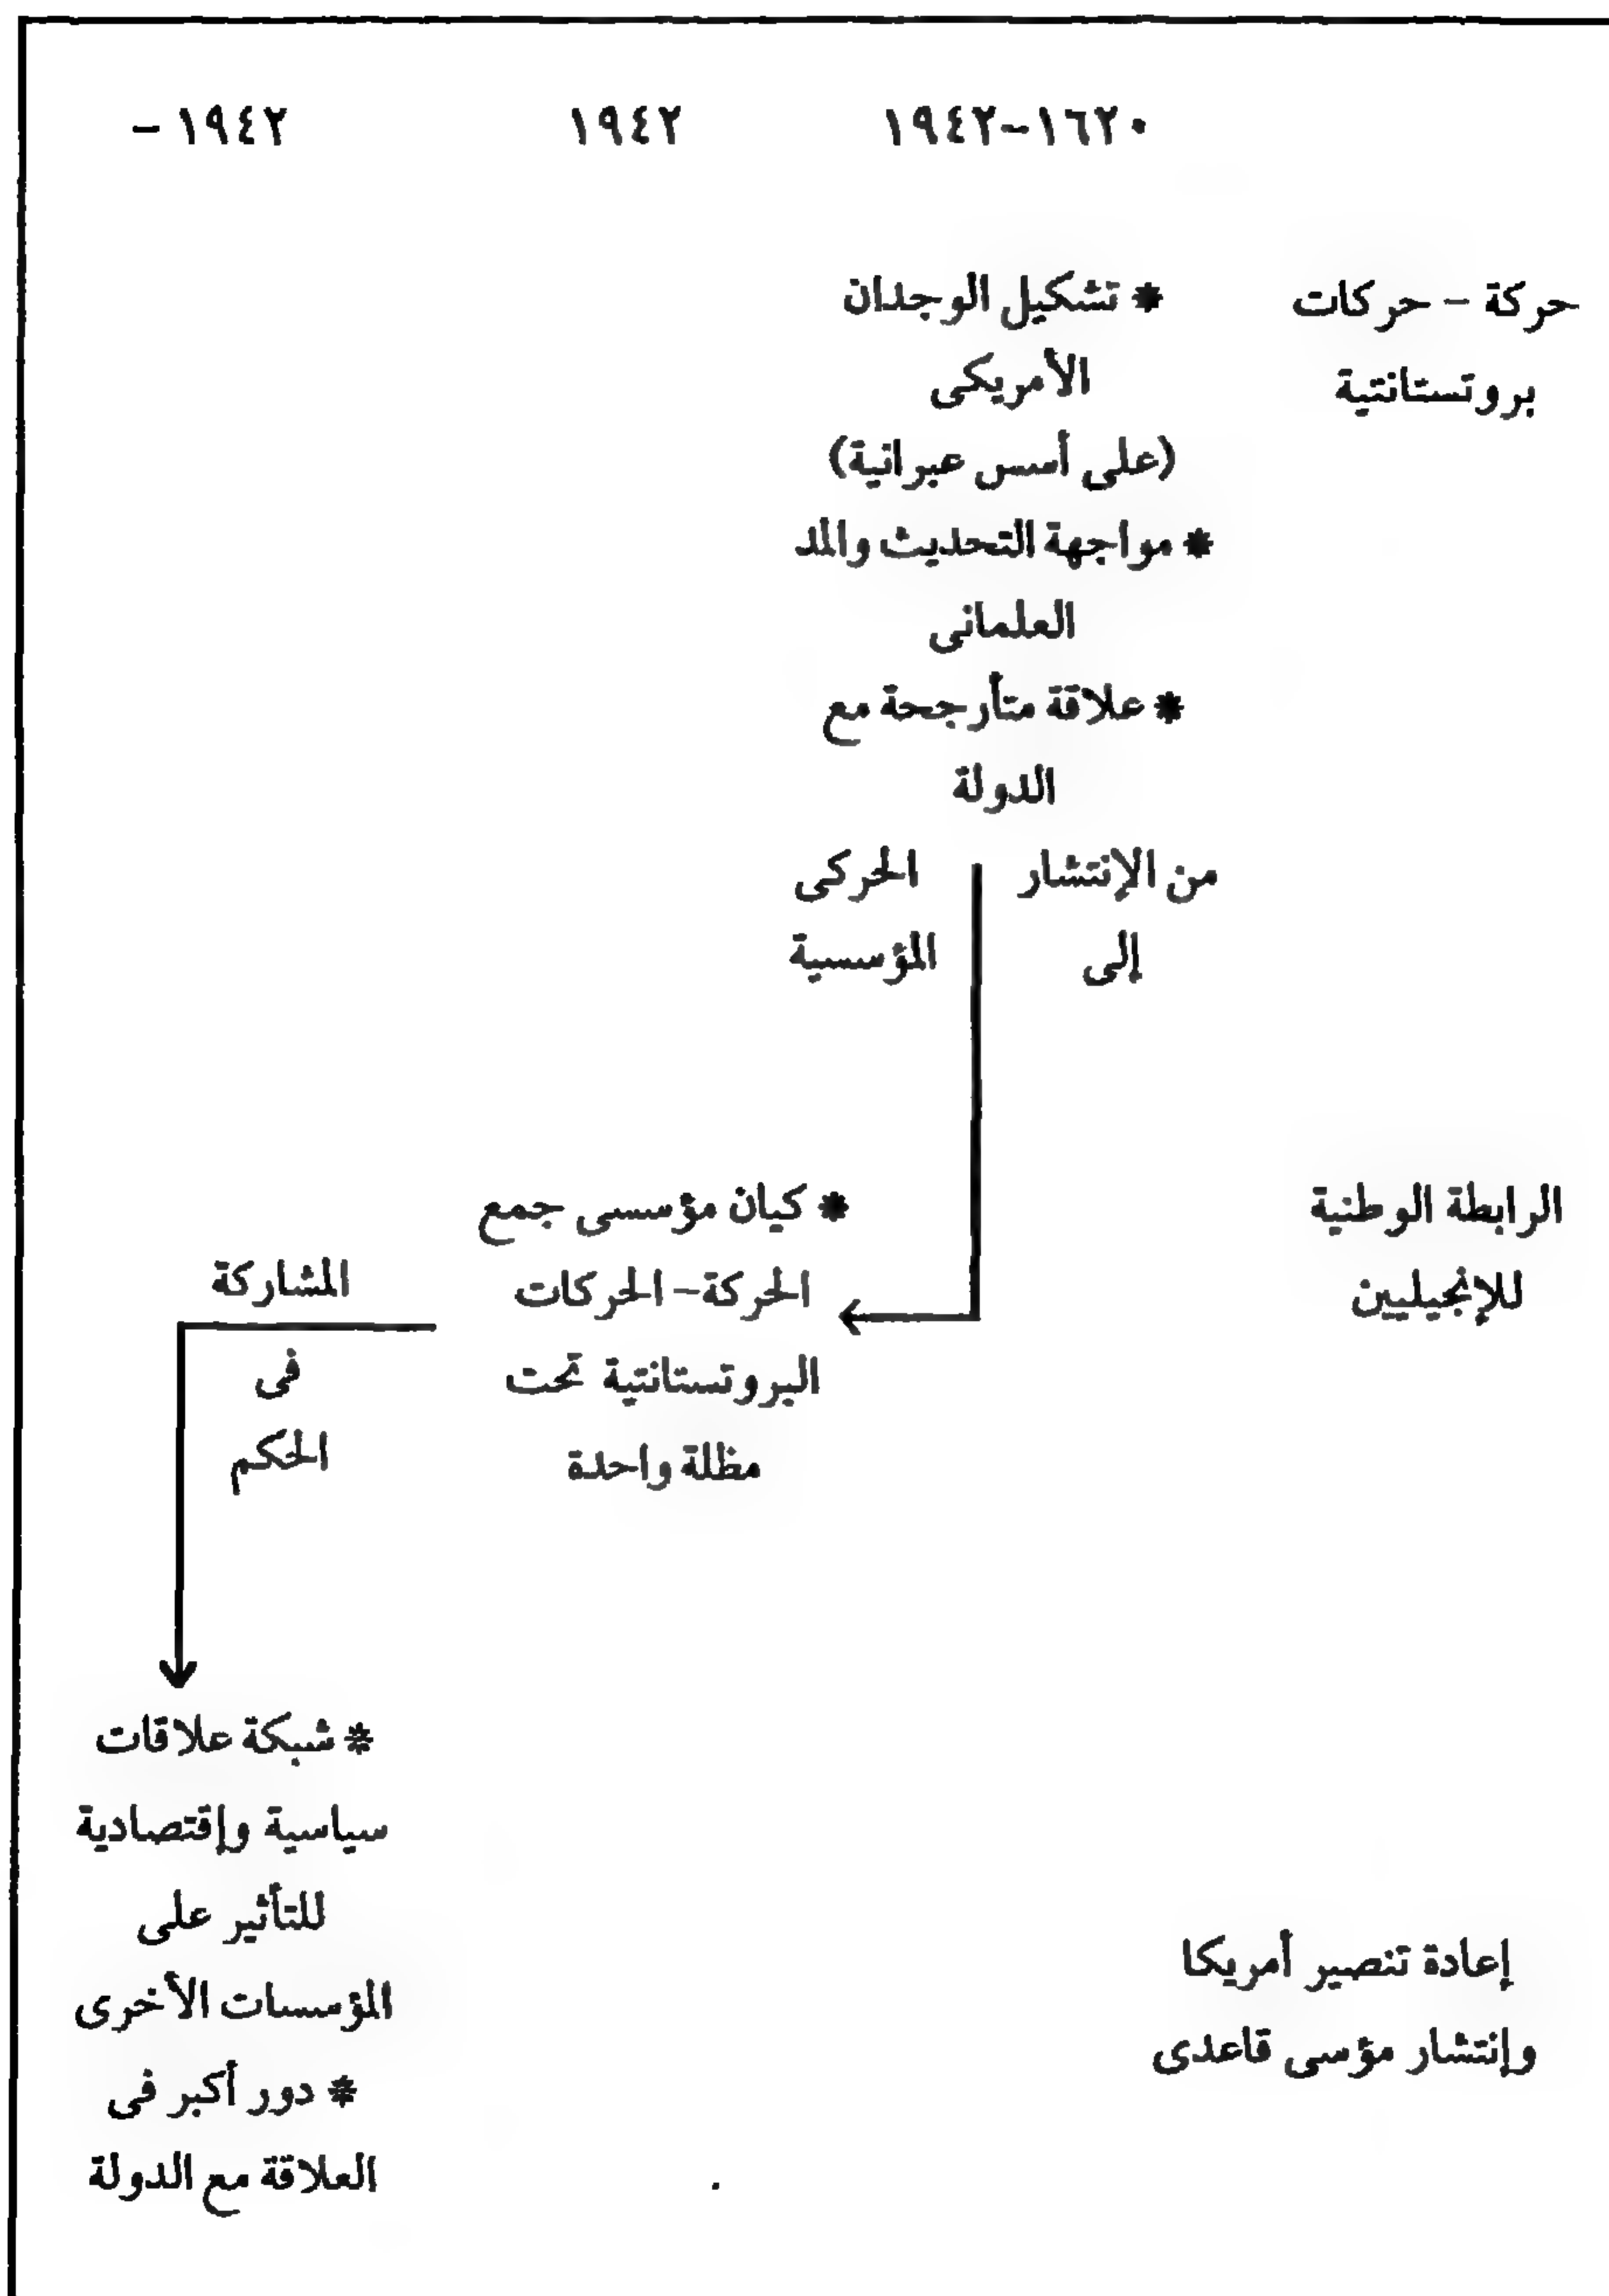 ١٦٢٠-١٩٤٢
١٩٤٢
١٩٤٢ -
حركة - حركات
بروتستانتية
* تشكيل الوجدان
الأمريكى
(على أسس عبرانية)
* مواجهة التحديث والمد
العلمانى
* علاقة متأرجحة مع
الدولة
من الإنتشار الحركى
إلى المؤسسية
الرابطة الوطنية
للإنجيليين
* كيان مؤسسى جمع
الحركة - الحركات
البروتستانتية تحت
مظلة واحدة
المشاركة
فى
الحكم
إعادة تنصير أمريكا
وإنتشار مؤسى قاعدى
* شبكة علاقات
سياسية وإقتصادية
للتأثير على
المؤسسات الأخرى
* دور أكبر فى
العلاقة مع الدولة